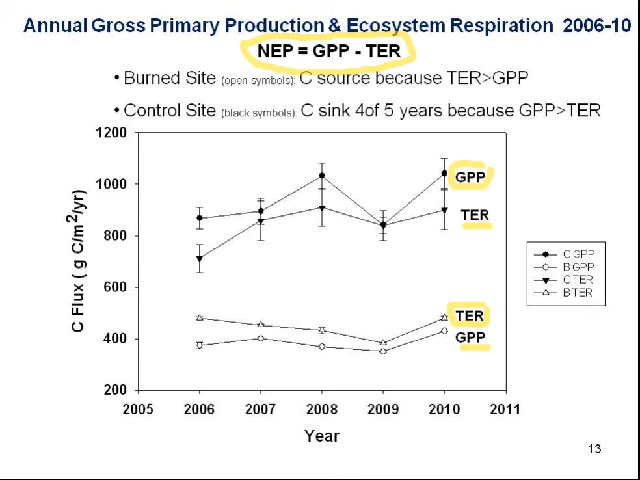 Annual Gross Primary Production & Ecosystem Respiration 2006-10
NEP = GPP - TER
• Burned Site (open symbols): C source because TER>GPP
• Control Site (black symbols): C sink 4of 5 years because GPP>TER
1200
1000
800
600
400
200
C Flux ( g C/m²/yr)
GPP
TER
TER
GPP
C GPP
B GPP
C TER
B TER
2005 2006 2007 2008 2009 2010 2011
Year
13